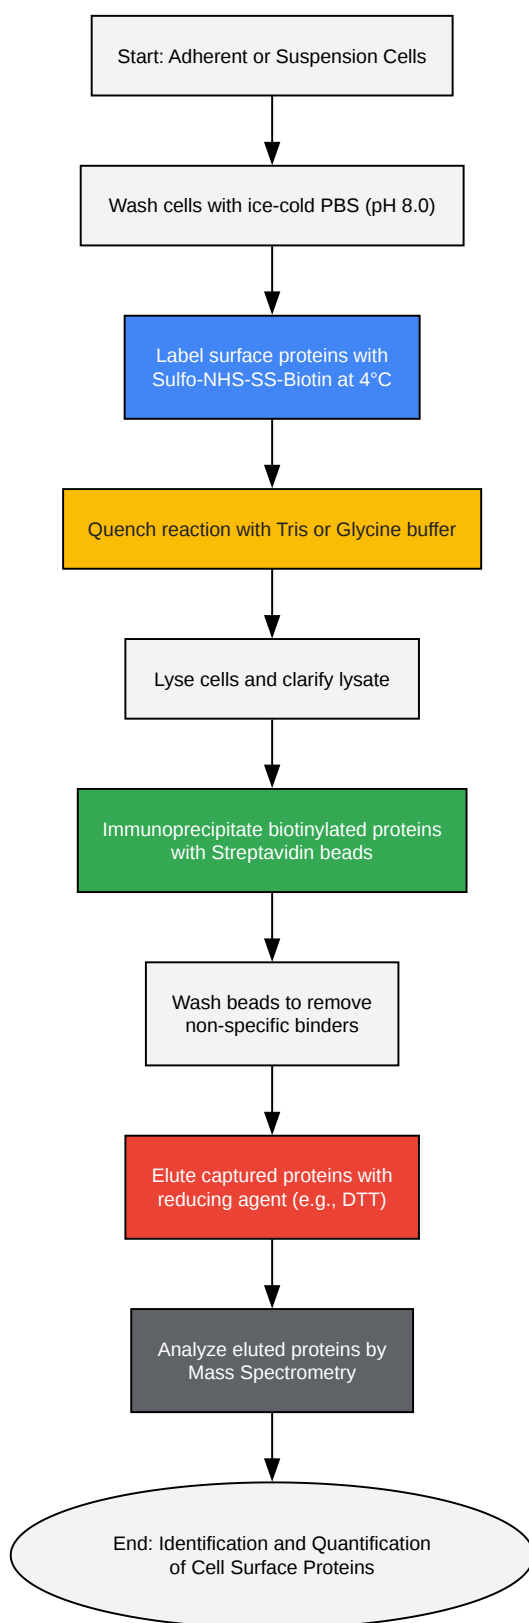 Start: Adherent or Suspension Cells
Wash cells with ice-cold PBS (pH 8.0)
Label surface proteins with
Sulfo-NHS-SS-Biotin at 4°C
Quench reaction with Tris or Glycine buffer
Lyse cells and clarify lysate
Immunoprecipitate biotinylated proteins
with Streptavidin beads
Wash beads to remove
non-specific binders
Elute captured proteins with
reducing agent (e.g., DTT)
Analyze eluted proteins by
Mass Spectrometry
End: Identification and Quantification
of Cell Surface Proteins